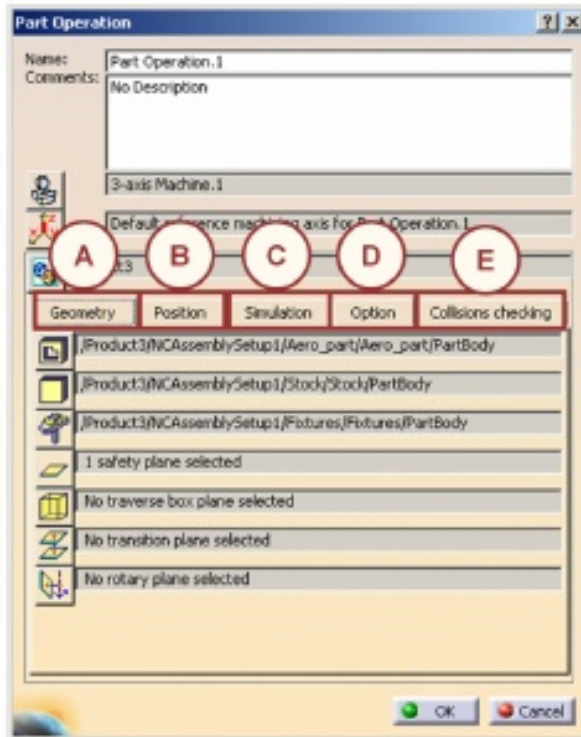 Part Operation
Name: Part Operation.1
Comments: No Description
3-axis Machine.1
Default reference machining axis for Part Operation.1
A B C D E
t3
Geometry Position Simulation Option Collisions checking
/Product3/NCAssemblySetup1/Aero_part/Aero_part/PartBody
/Product3/NCAssemblySetup1/Stock/Stock/PartBody
/Product3/NCAssemblySetup1/Fixtures/Fixtures/PartBody
1 safety plane selected
No traverse box plane selected
No transition plane selected
No rotary plane selected
OK Cancel